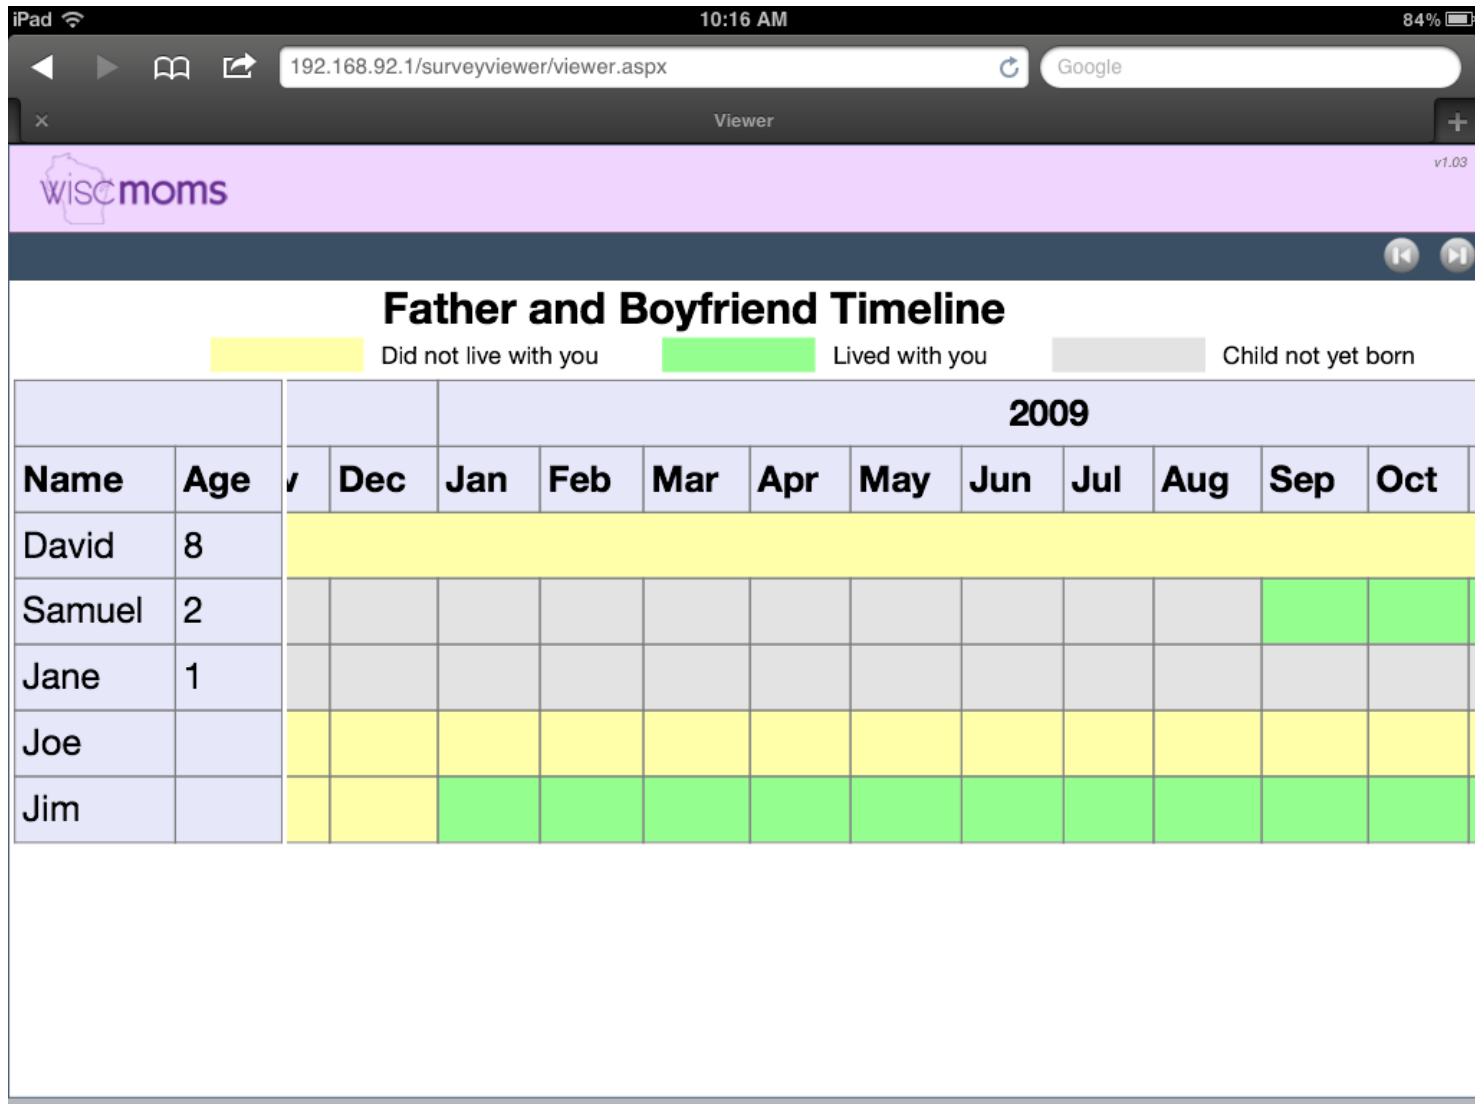 iPad 10:16 AM 84%
192.168.92.1/surveyviewer/viewer.aspx Google
Viewer
wiscmoms v1.03
Father and Boyfriend Timeline
Did not live with you Lived with you Child not yet born
2009
Name Age v Dec Jan Feb Mar Apr May Jun Jul Aug Sep Oct
David 8
Samuel 2
Jane 1
Joe
Jim